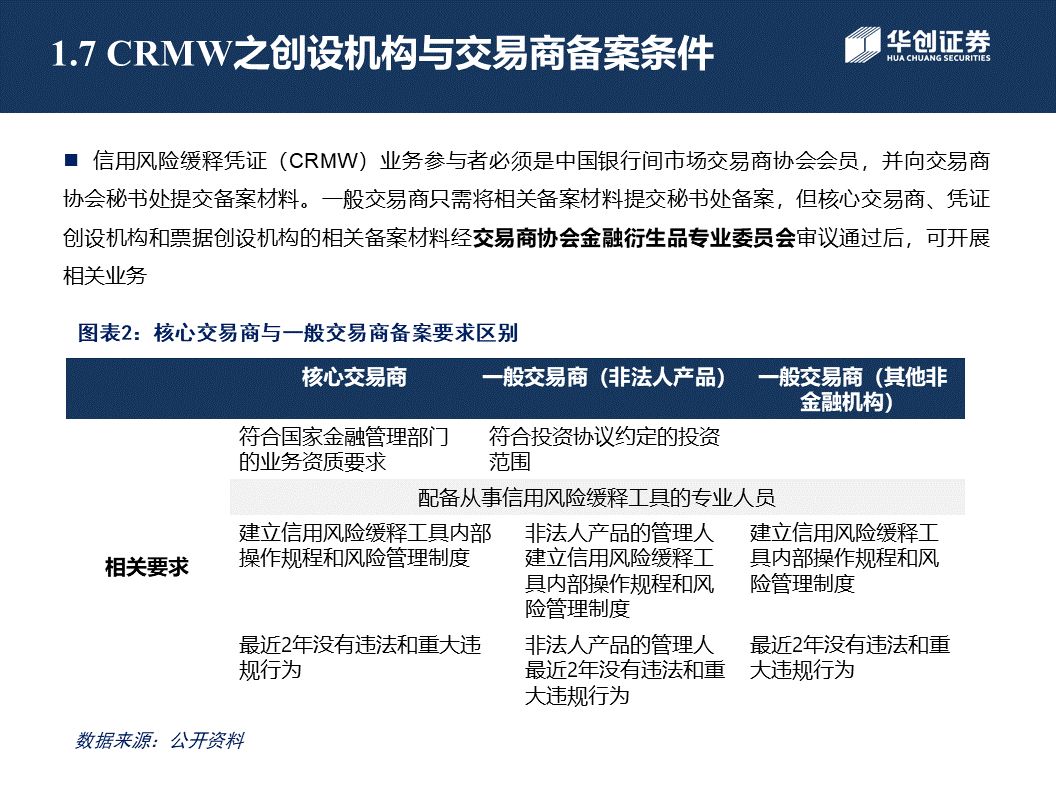 1.7 CRMW之创设机构与交易商备案条件
华创证券
HUA CHUANG SECURITIES
■ 信用风险缓释凭证（CRMW）业务参与者必须是中国银行间市场交易商协会会员，并向交易商
协会秘书处提交备案材料。一般交易商只需将相关备案材料提交秘书处备案，但核心交易商、凭证
创设机构和票据创设机构的相关备案材料经交易商协会金融衍生品专业委员会审议通过后，可开展
相关业务
图表2：核心交易商与一般交易商备案要求区别
核心交易商
一般交易商（非法人产品）
一般交易商（其他非
金融机构）
相关要求
符合国家金融管理部门
的业务资质要求
符合投资协议约定的投资
范围
配备从事信用风险缓释工具的专业人员
建立信用风险缓释工具内部
操作规程和风险管理制度
非法人产品的管理人
建立信用风险缓释工
具内部操作规程和风
险管理制度
建立信用风险缓释工
具内部操作规程和风
险管理制度
最近2年没有违法和重大违
规行为
非法人产品的管理人
最近2年没有违法和重
大违规行为
最近2年没有违法和重
大违规行为
数据来源：公开资料